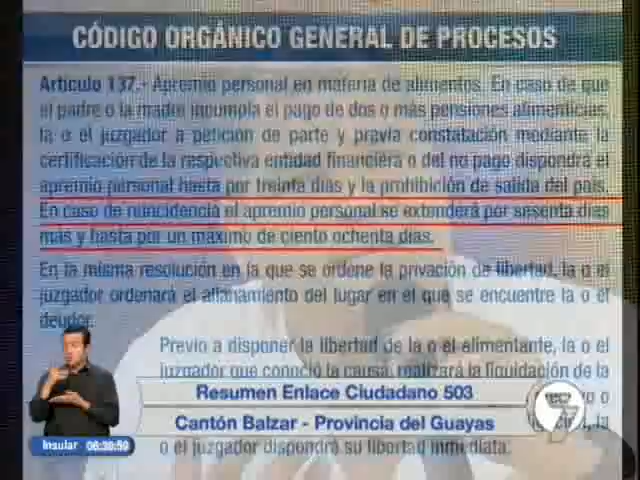 CÓDIGO ORGÁNICO GENERAL DE PROCESOS
Artículo 137.- Apremio personal en materia de alimentos. En caso de que
el padre o la madre incumpla el pago de dos o más pensiones alimenticias,
la o el juzgador a petición de parte y previa constatación mediante la
certificación de la respectiva entidad financiera o del no pago dispondrá el
apremio personal hasta por treinta días y la prohibición de salida del país.
En caso de reincidencia el apremio personal se extenderá por sesenta días
más y hasta por un máximo de ciento ochenta días.
En la misma resolución en la que se ordene la privación de libertad, la o el
juzgador ordenará el allanamiento del lugar en el que se encuentre la o el
deudor.
Previo a disponer la libertad de la o el alimentante, la o el
juzgador que conoció la causa, realizará la liquidación de la
Resumen Enlace Ciudadano 503
o
Cantón Balzar - Provincia del Guayas
la
Insular 06:39:59
o el juzgador dispondrá su libertad inmediata.
7